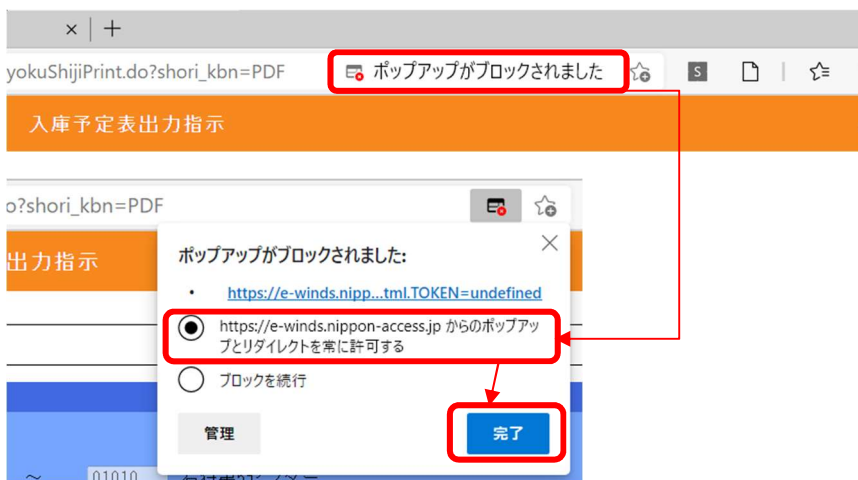 yokuShijiPrint.do?shori_kbn=PDF ポップアップがブロックされました S
入庫予定表出力指示
o?shori_kbn=PDF
出力指示
ポップアップがブロックされました:
・ https://e-winds.nipp...tml.TOKEN=undefined
https://e-winds.nippon-access.jp からのポップアッ
プとリダイレクトを常に許可する
ブロックを続行
管理 完了
～ 01010